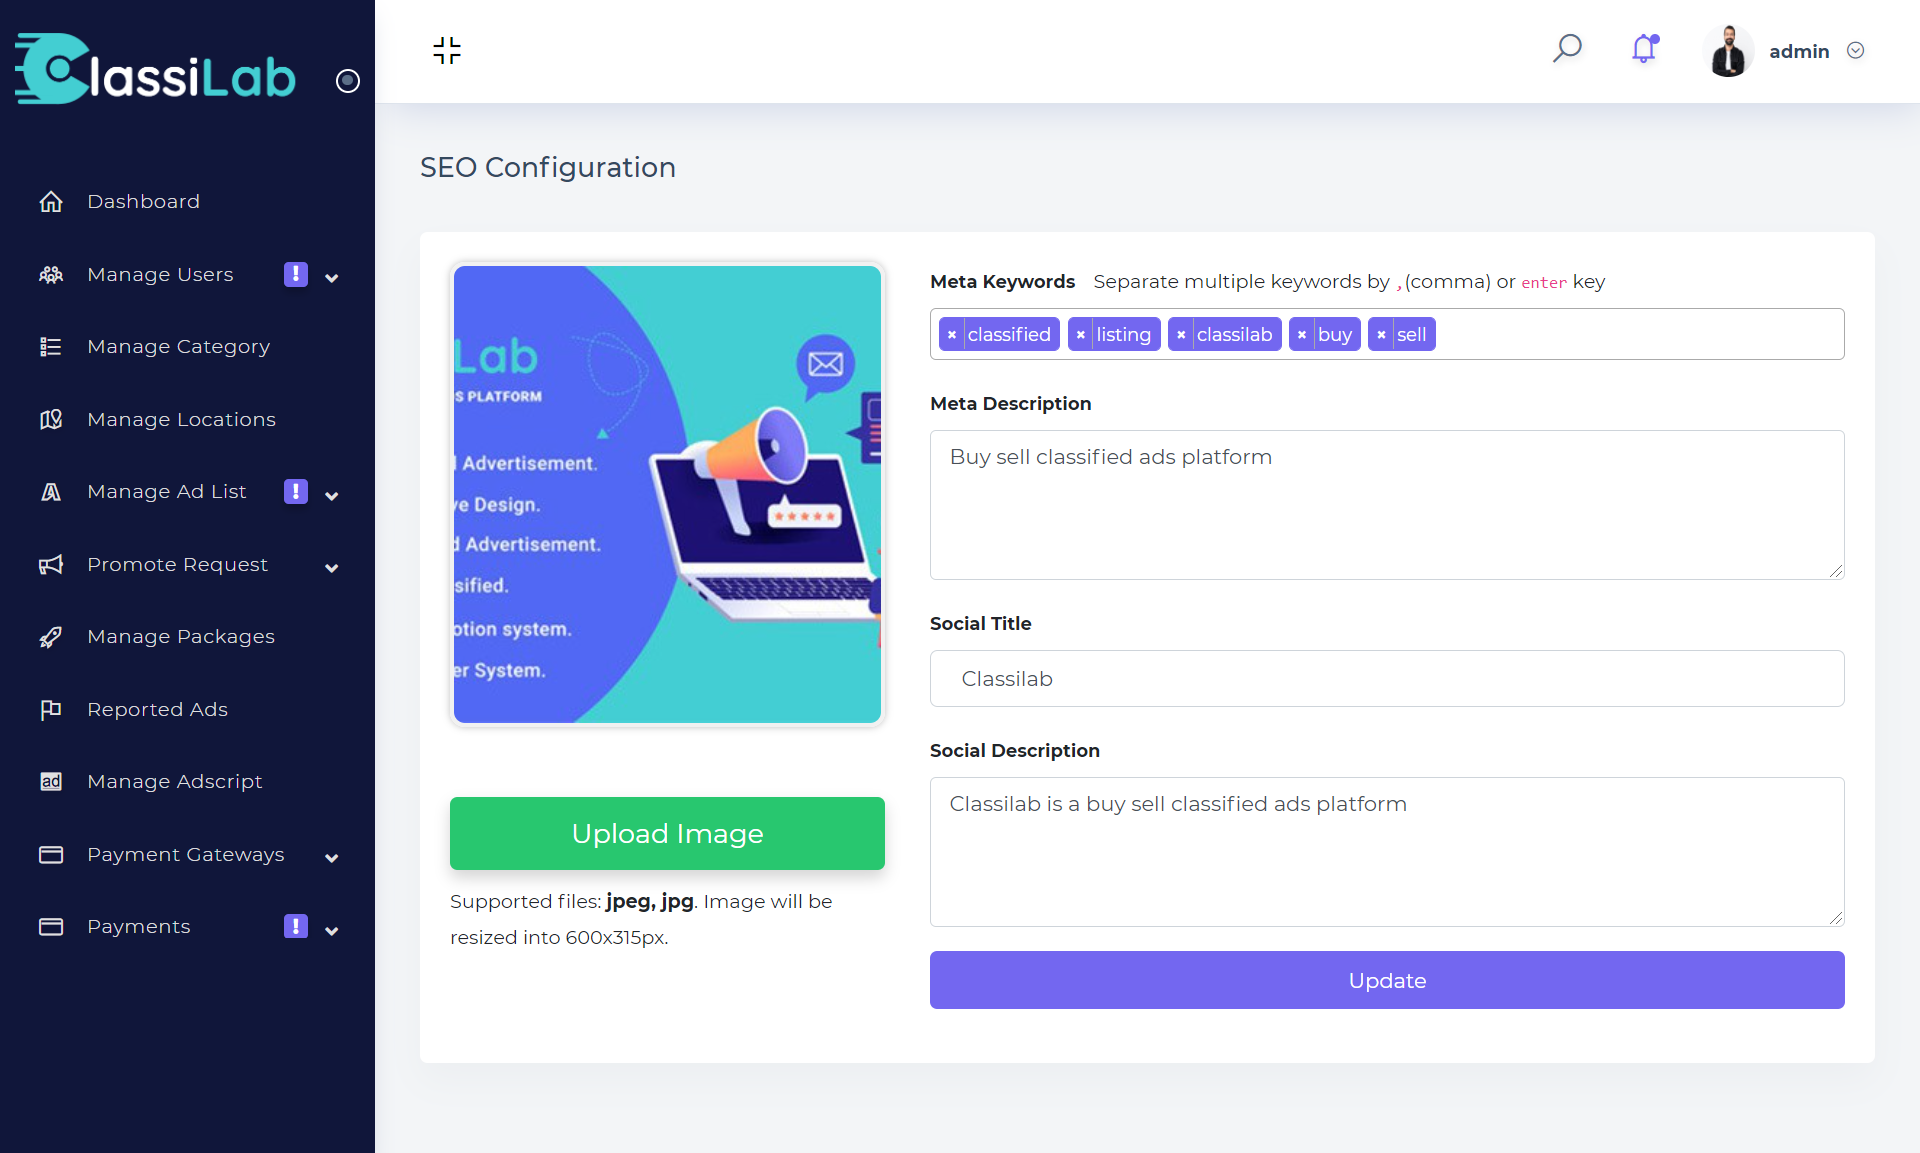 ClassiLab
admin
Dashboard
Manage Users
Manage Category
Manage Locations
Manage Ad List
Promote Request
Manage Packages
Reported Ads
ad Manage Adscript
Payment Gateways
Payments
SEO Configuration
Lab
S PLATFORM
Advertisement.
ve Design.
d Advertisement.
sified.
otion system.
er System.
Upload Image
Supported files: jpeg, jpg. Image will be
resized into 600x315px.
Meta Keywords Separate multiple keywords by ,(comma) or enter key
× classified × listing × classilab × buy × sell
Meta Description
Buy sell classified ads platform
Social Title
Classilab
Social Description
Classilab is a buy sell classified ads platform
Update